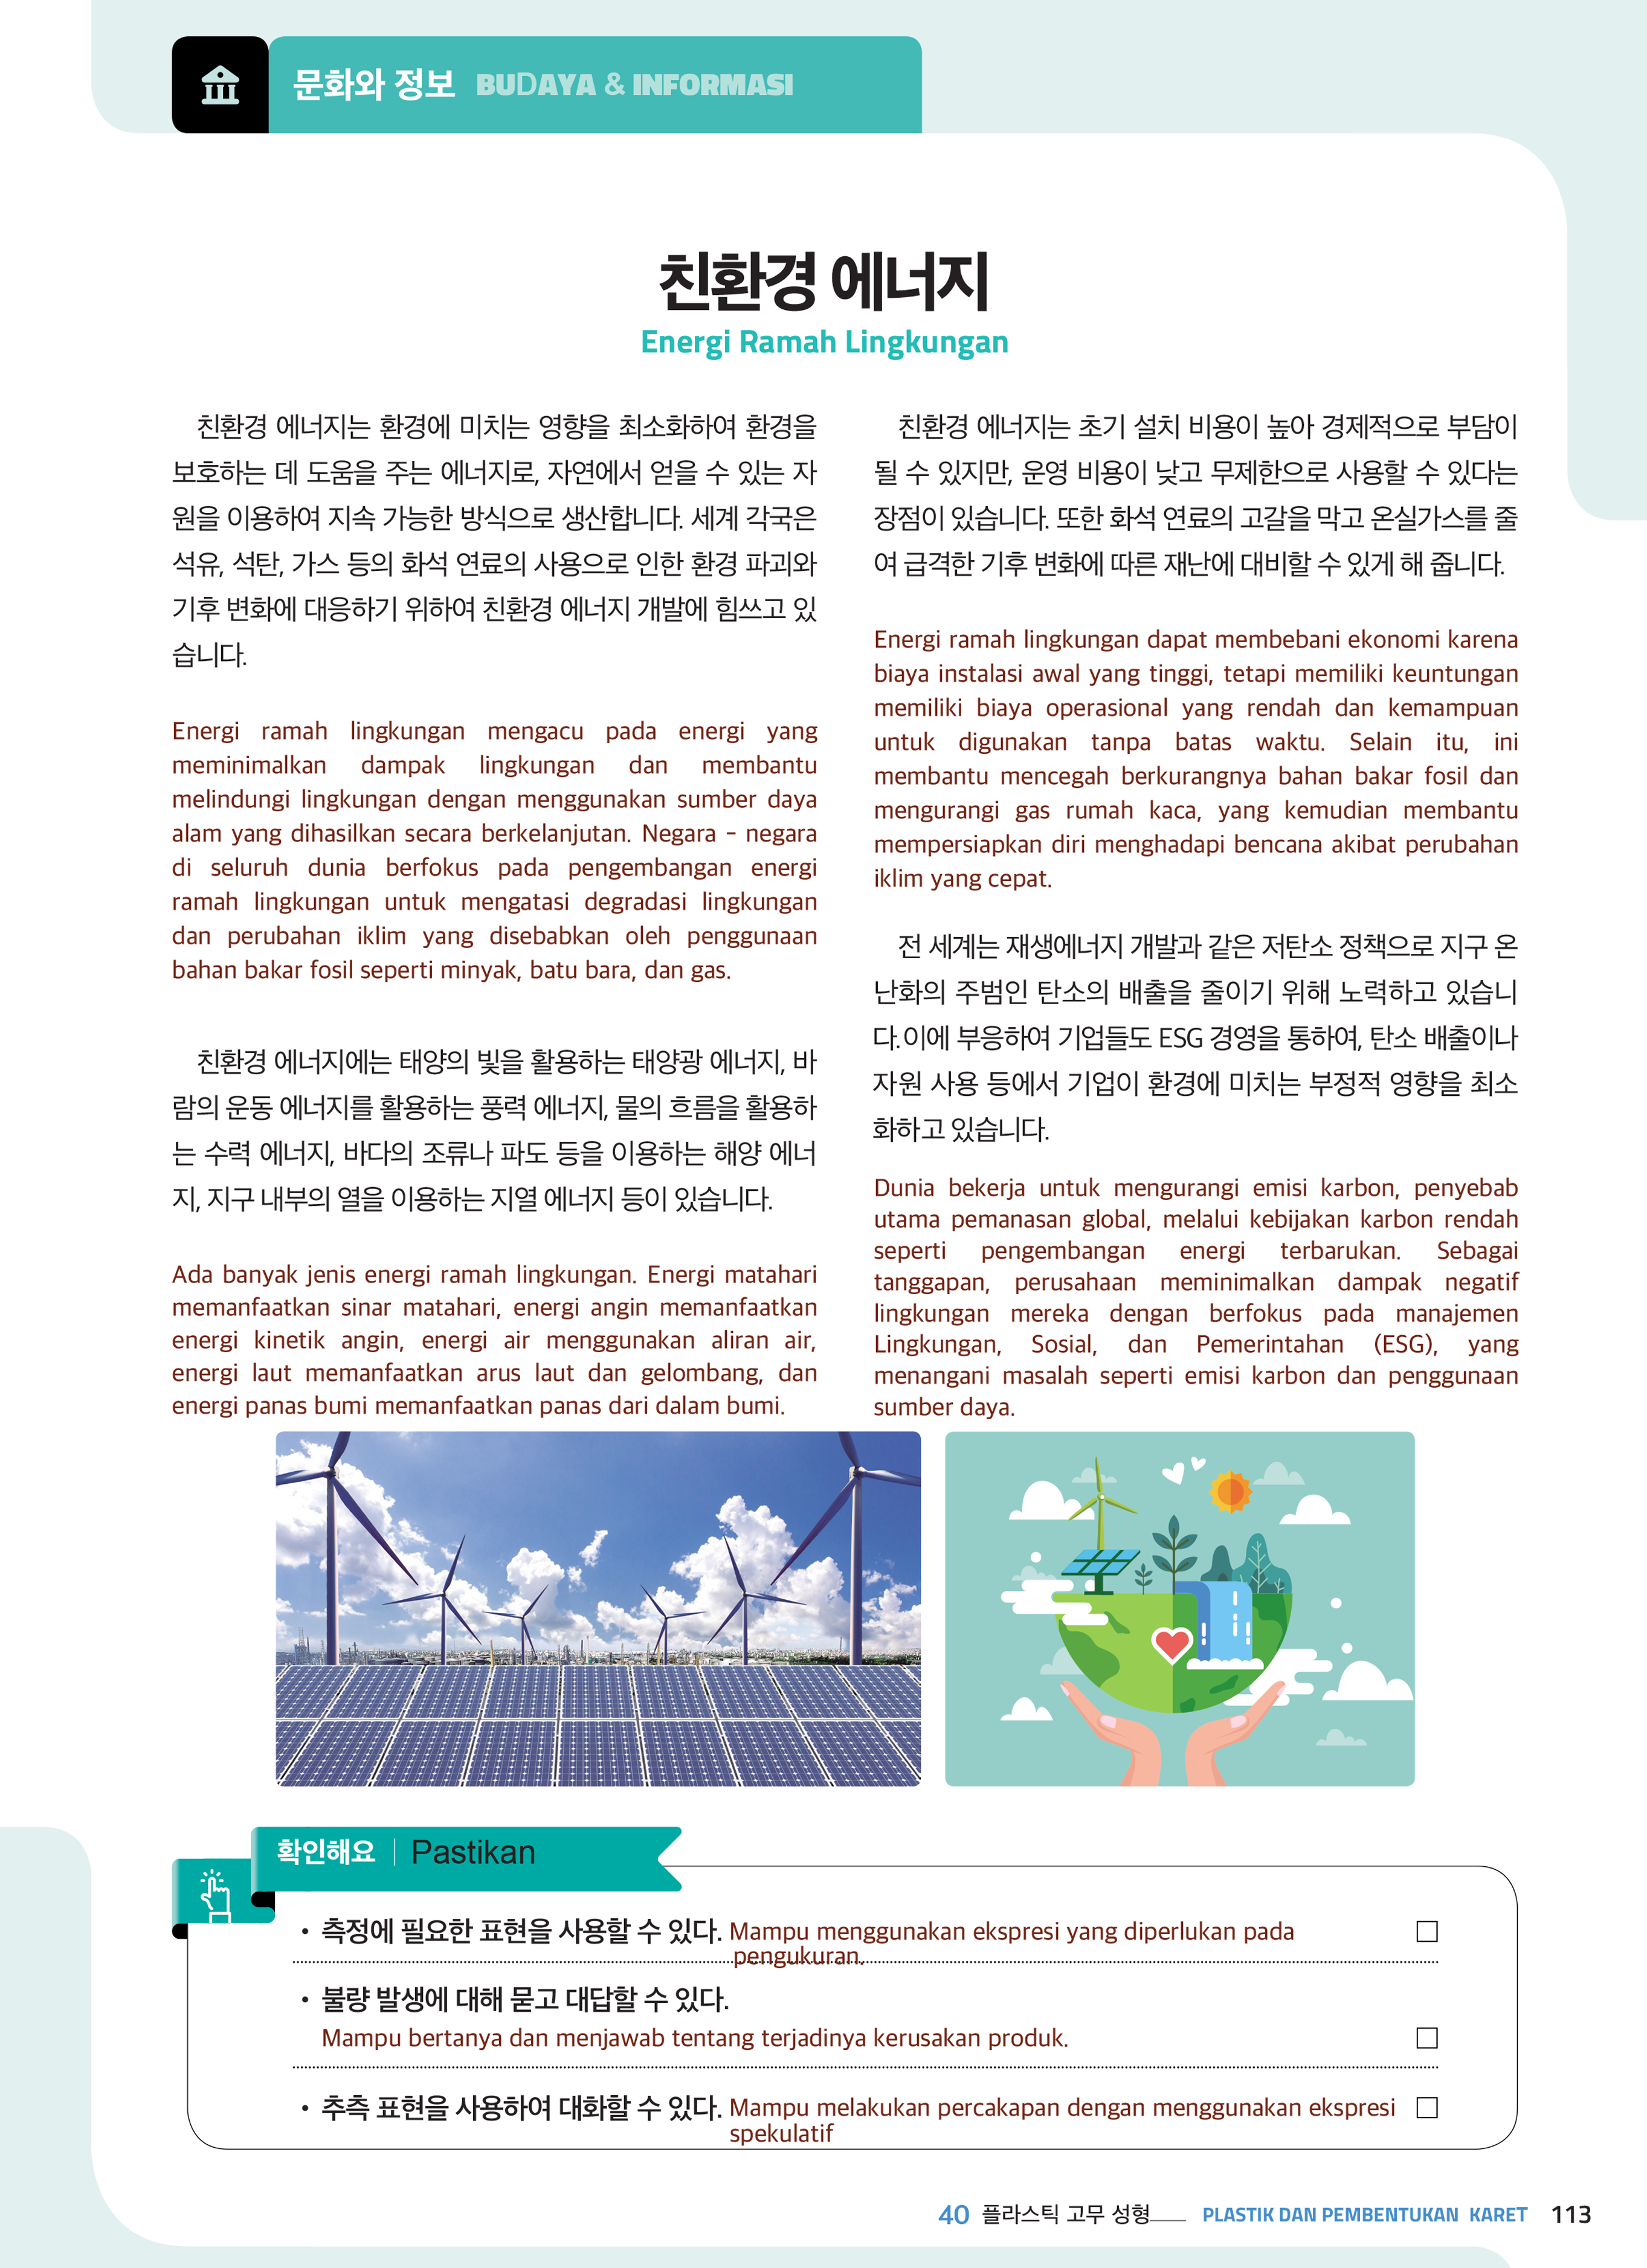 문화와 정보 BUDAYA & INFORMASI
친환경 에너지
Energi Ramah Lingkungan
친환경 에너지는 환경에 미치는 영향을 최소화하여 환경을
보호하는 데 도움을 주는 에너지로, 자연에서 얻을 수 있는 자
원을 이용하여 지속 가능한 방식으로 생산합니다. 세계 각국은
석유, 석탄, 가스 등의 화석 연료의 사용으로 인한 환경 파괴와
기후 변화에 대응하기 위하여 친환경 에너지 개발에 힘쓰고 있
습니다.
Energi ramah lingkungan mengacu pada energi yang
meminimalkan dampak lingkungan dan membantu
melindungi lingkungan dengan menggunakan sumber daya
alam yang dihasilkan secara berkelanjutan. Negara - negara
di seluruh dunia berfokus pada pengembangan energi
ramah lingkungan untuk mengatasi degradasi lingkungan
dan perubahan iklim yang disebabkan oleh penggunaan
bahan bakar fosil seperti minyak, batu bara, dan gas.
친환경 에너지에는 태양의 빛을 활용하는 태양광 에너지, 바
람의 운동 에너지를 활용하는 풍력 에너지, 물의 흐름을 활용하
는 수력 에너지, 바다의 조류나 파도 등을 이용하는 해양 에너
지, 지구 내부의 열을 이용하는 지열 에너지 등이 있습니다.
Ada banyak jenis energi ramah lingkungan. Energi matahari
memanfaatkan sinar matahari, energi angin memanfaatkan
energi kinetik angin, energi air menggunakan aliran air,
energi laut memanfaatkan arus laut dan gelombang, dan
energi panas bumi memanfaatkan panas dari dalam bumi.
친환경 에너지는 초기 설치 비용이 높아 경제적으로 부담이
될 수 있지만, 운영 비용이 낮고 무제한으로 사용할 수 있다는
장점이 있습니다. 또한 화석 연료의 고갈을 막고 온실가스를 줄
여 급격한 기후 변화에 따른 재난에 대비할 수 있게 해 줍니다.
Energi ramah lingkungan dapat membebani ekonomi karena
biaya instalasi awal yang tinggi, tetapi memiliki keuntungan
memiliki biaya operasional yang rendah dan kemampuan
untuk digunakan tanpa batas waktu. Selain itu, ini
membantu mencegah berkurangnya bahan bakar fosil dan
mengurangi gas rumah kaca, yang kemudian membantu
mempersiapkan diri menghadapi bencana akibat perubahan
iklim yang cepat.
전 세계는 재생에너지 개발과 같은 저탄소 정책으로 지구 온
난화의 주범인 탄소의 배출을 줄이기 위해 노력하고 있습니
다.이에 부응하여 기업들도 ESG 경영을 통하여, 탄소 배출이나
자원 사용 등에서 기업이 환경에 미치는 부정적 영향을 최소
화하고 있습니다.
Dunia bekerja untuk mengurangi emisi karbon, penyebab
utama pemanasan global, melalui kebijakan karbon rendah
seperti pengembangan energi terbarukan. Sebagai
tanggapan, perusahaan meminimalkan dampak negatif
lingkungan mereka dengan berfokus pada manajemen
Lingkungan, Sosial, dan Pemerintahan (ESG), yang
menangani masalah seperti emisi karbon dan penggunaan
sumber daya.
확인해요 | Pastikan
• 측정에 필요한 표현을 사용할 수 있다. Mampu menggunakan ekspresi yang diperlukan pada
pengukuran.
• 불량 발생에 대해 묻고 대답할 수 있다.
Mampu bertanya dan menjawab tentang terjadinya kerusakan produk.
• 추측 표현을 사용하여 대화할 수 있다. Mampu melakukan percakapan dengan menggunakan ekspresi
spekulatif
40 플라스틱 고무 성형 PLASTIK DAN PEMBENTUKAN KARET 113